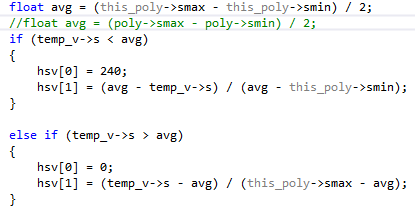 float avg = (this_poly->smax - this_poly->smin) / 2;
//float avg = (poly->smax - poly->smin) / 2;
if (temp_v->s < avg)
{
    hsv[0] = 240;
    hsv[1] = (avg - temp_v->s) / (avg - this_poly->smin);
}

else if (temp_v->s > avg)
{
    hsv[0] = 0;
    hsv[1] = (temp_v->s - avg) / (this_poly->smax - avg);
}